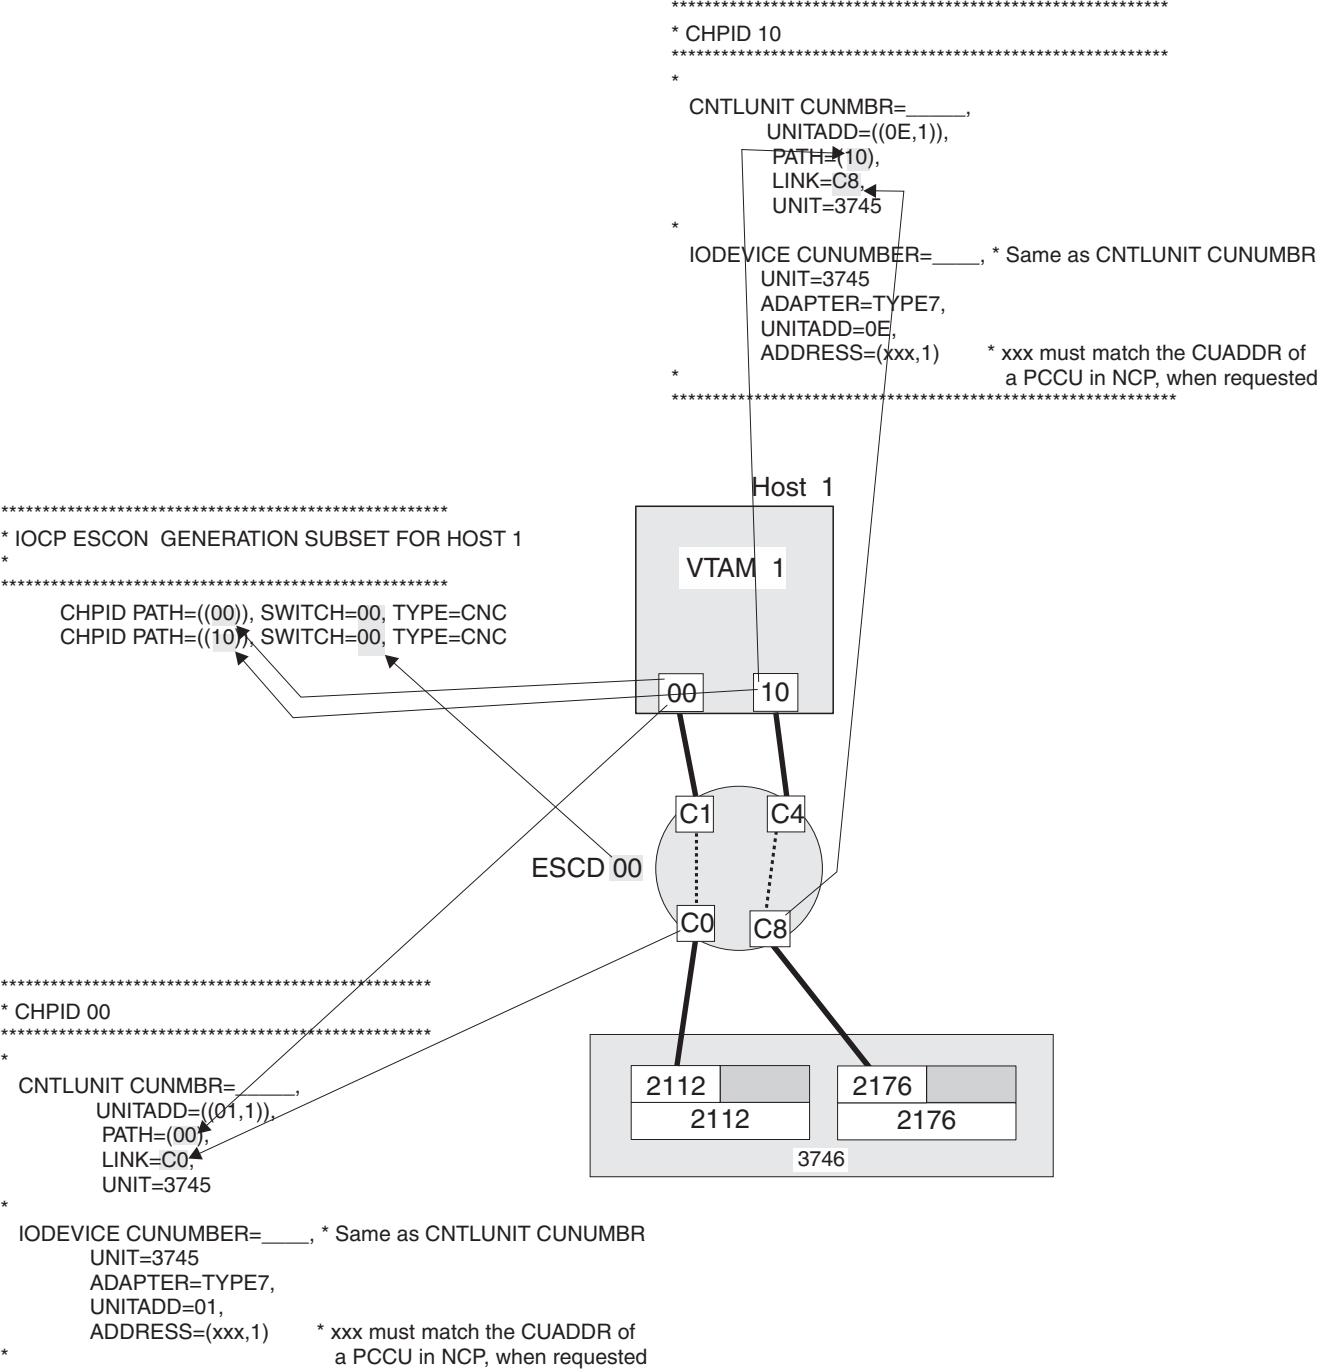 ************************************************************
* CHPID 10
************************************************************
*
CNTLUNIT CUNMBR=_____,
UNITADD=((0E,1)),
PATH=(10),
LINK=C8,
UNIT=3745
*
IODEVICE CUNUMBER=____, * Same as CNTLUNIT CUNUMBR
UNIT=3745
ADAPTER=TYPE7,
UNITADD=0E,
ADDRESS=(xxx,1) * xxx must match the CUADDR of
* a PCCU in NCP, when requested
*************************************************************
Host 1
VTAM 1
00 10
******************************************************
* IOCP ESCON GENERATION SUBSET FOR HOST 1
*
******************************************************
CHPID PATH=((00)), SWITCH=00, TYPE=CNC
CHPID PATH=((10)), SWITCH=00, TYPE=CNC
C1 C4
ESCD 00
C0 C8
****************************************************
* CHPID 00
****************************************************
*
CNTLUNIT CUNMBR=_____,
UNITADD=((01,1)),
PATH=(00),
LINK=C0,
UNIT=3745
*
IODEVICE CUNUMBER=____, * Same as CNTLUNIT CUNUMBR
UNIT=3745
ADAPTER=TYPE7,
UNITADD=01,
ADDRESS=(xxx,1) * xxx must match the CUADDR of
* a PCCU in NCP, when requested
2112 2176
2112 2176
3746